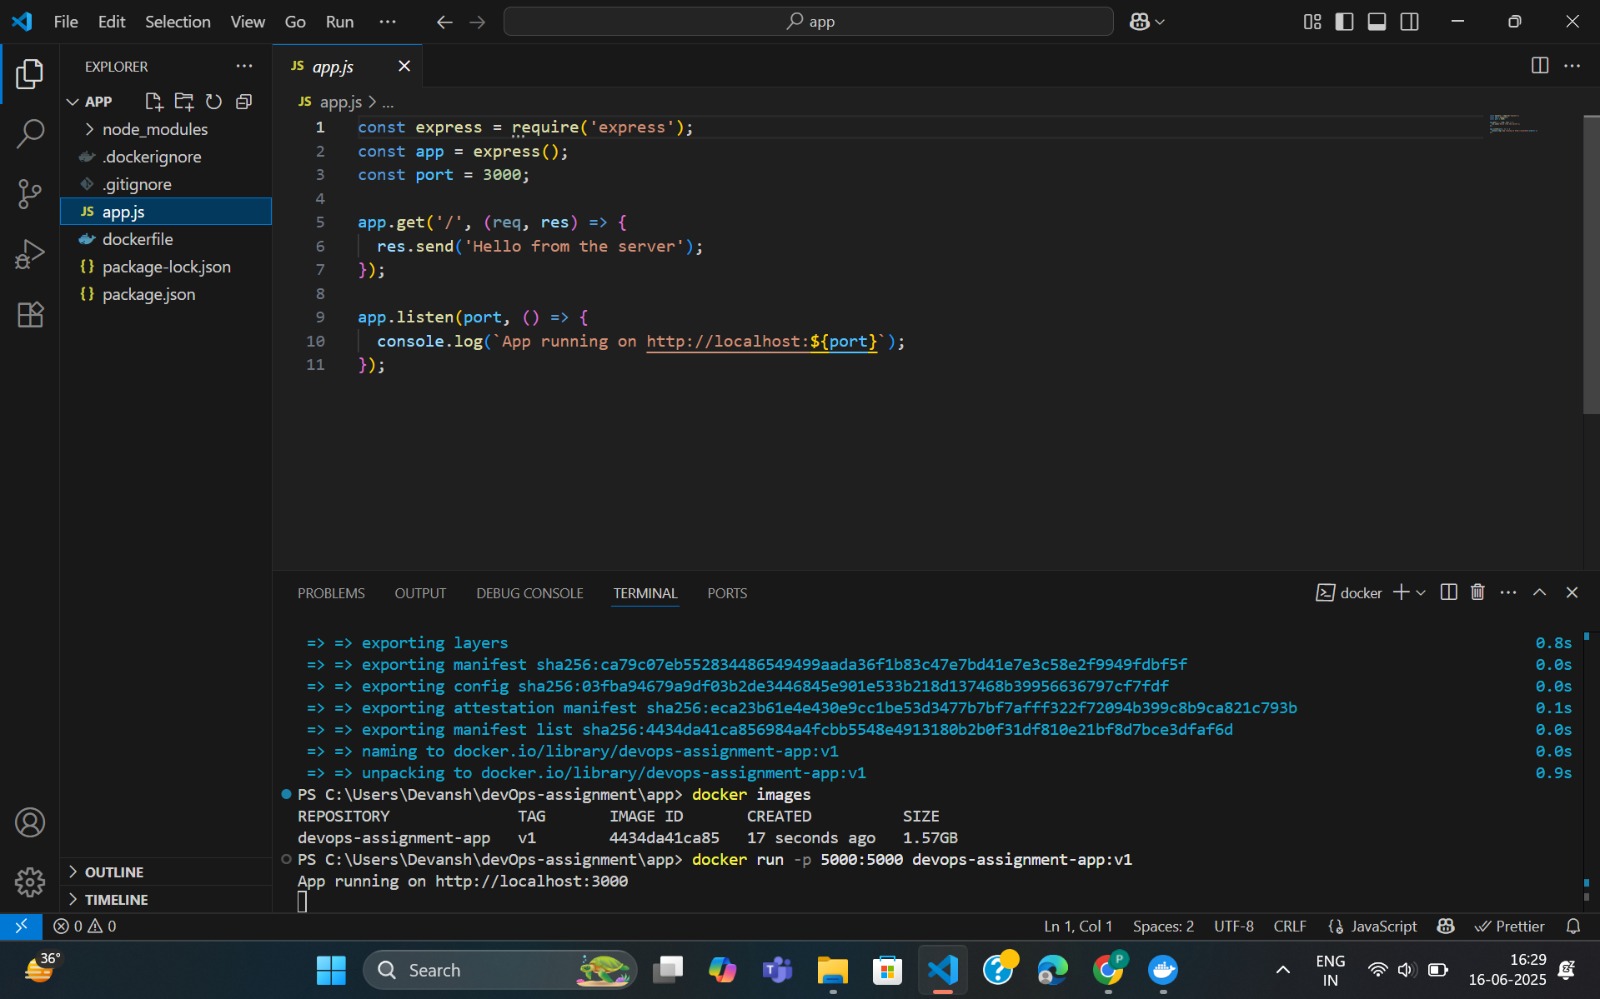 File Edit Selection View Go Run ··· app
EXPLORER ···
JS app.js
APP
JS app.js > ...
node_modules
.dockerignore
.gitignore
JS app.js
dockerfile
{} package-lock.json
{} package.json
1 const express = require('express');
2 const app = express();
3 const port = 3000;
4
5 app.get('/', (req, res) => {
6 res.send('Hello from the server');
7 });
8
9 app.listen(port, () => {
10 console.log(`App running on http://localhost:${port}`);
11 });
PROBLEMS OUTPUT DEBUG CONSOLE TERMINAL PORTS docker
=> => exporting layers 0.8s
=> => exporting manifest sha256:ca79c07eb552834486549499aada36f1b83c47e7bd41e7e3c58e2f9949fdbf5f 0.0s
=> => exporting config sha256:03fba94679a9df03b2de3446845e901e533b218d137468b39956636797cf7fdf 0.0s
=> => exporting attestation manifest sha256:eca23b61e4e430e9cc1be53d3477b7bf7afff322f72094b399c8b9ca821c793b 0.1s
=> => exporting manifest list sha256:4434da41ca856984a4fcbb5548e4913180b2b0f31df810e21bf8d7bce3dfaf6d 0.0s
=> => naming to docker.io/library/devops-assignment-app:v1 0.0s
=> => unpacking to docker.io/library/devops-assignment-app:v1 0.9s
PS C:\Users\Devansh\devOps-assignment\app> docker images
REPOSITORY TAG IMAGE ID CREATED SIZE
devops-assignment-app v1 4434da41ca85 17 seconds ago 1.57GB
PS C:\Users\Devansh\devOps-assignment\app> docker run -p 5000:5000 devops-assignment-app:v1
App running on http://localhost:3000
OUTLINE
TIMELINE
0 0 Ln 1, Col 1 Spaces: 2 UTF-8 CRLF {} JavaScript Prettier
36° Search ENG IN 16:29
16-06-2025